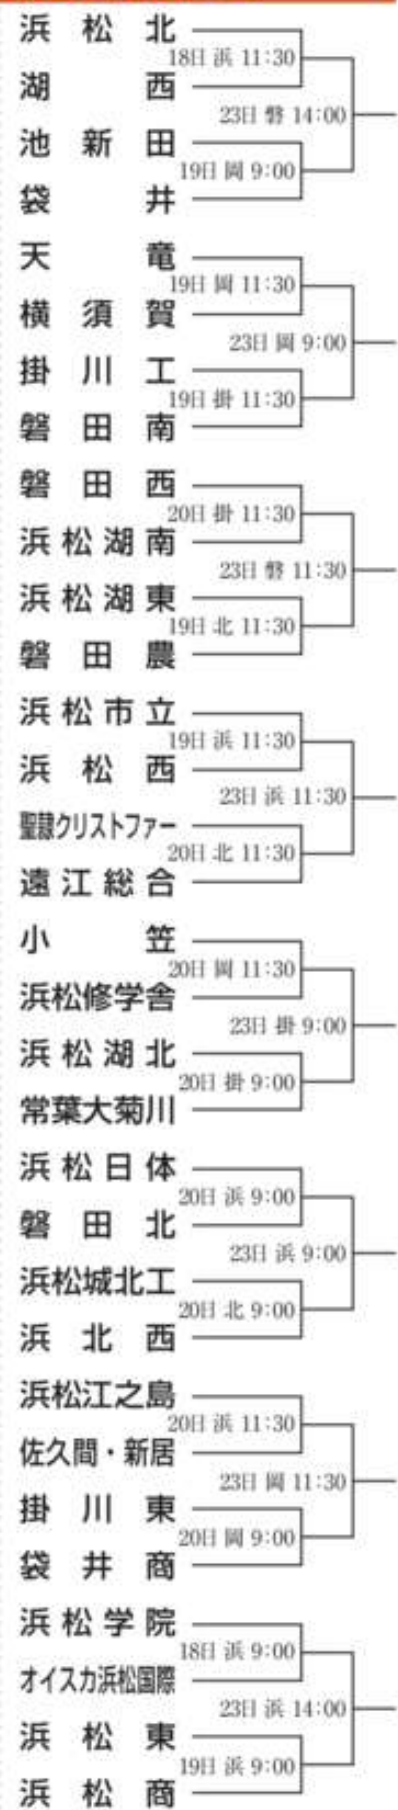 浜松北
18日 浜 11:30
湖西
23日 磐 14:00
池新田
19日 岡 9:00
袋井
天竜
19日 岡 11:30
横須賀
23日 岡 9:00
掛川工
19日 掛 11:30
磐田南
磐田西
20日 掛 11:30
浜松湖南
23日 磐 11:30
浜松湖東
19日 北 11:30
磐田農
浜松市立
19日 浜 11:30
浜松西
23日 浜 11:30
聖隷クリストファー
20日 北 11:30
遠江総合
小笠
20日 岡 11:30
浜松修学舎
23日 掛 9:00
浜松湖北
20日 掛 9:00
常葉大菊川
浜松日体
20日 浜 9:00
磐田北
23日 浜 9:00
浜松城北工
20日 北 9:00
浜北西
浜松江之島
20日 浜 11:30
佐久間・新居
23日 岡 11:30
掛川東
20日 岡 9:00
袋井商
浜松学院
18日 浜 9:00
オイスカ浜松国際
23日 浜 14:00
浜松東
19日 浜 9:00
浜松商